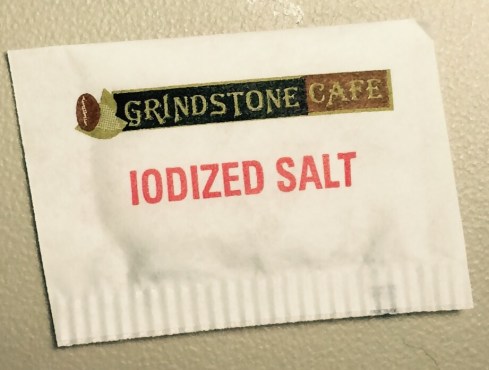 GRINDSTONE CAFE
IODIZED SALT